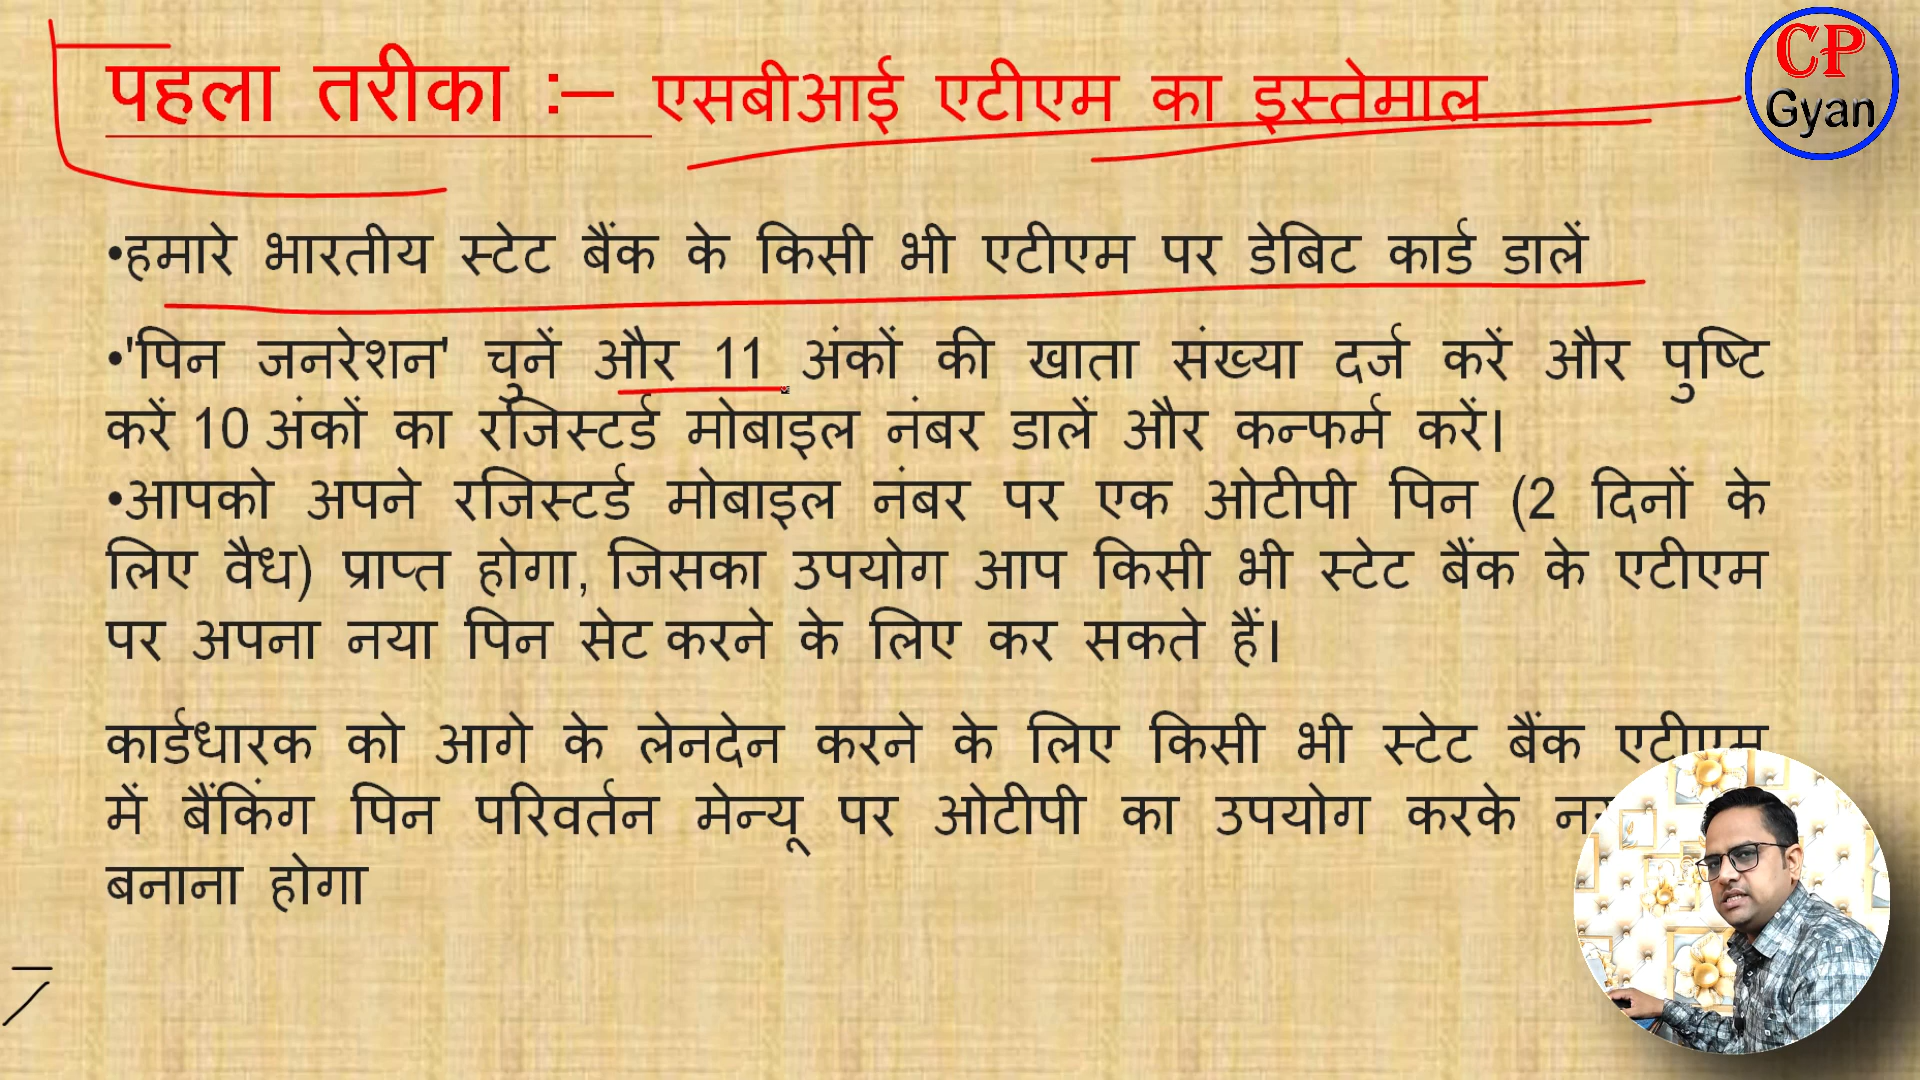 पहला तरीका :– एसबीआई एटीएम का इस्तेमाल
CP
Gyan
•हमारे भारतीय स्टेट बैंक के किसी भी एटीएम पर डेबिट कार्ड डालें
•'पिन जनरेशन' चुनें और 11 अंकों की खाता संख्या दर्ज करें और पुष्टि
करें 10 अंकों का रजिस्टर्ड मोबाइल नंबर डालें और कन्फर्म करें।
•आपको अपने रजिस्टर्ड मोबाइल नंबर पर एक ओटीपी पिन (2 दिनों के
लिए वैध) प्राप्त होगा, जिसका उपयोग आप किसी भी स्टेट बैंक के एटीएम
पर अपना नया पिन सेट करने के लिए कर सकते हैं।
कार्डधारक को आगे के लेनदेन करने के लिए किसी भी स्टेट बैंक एटीएम
में बैंकिंग पिन परिवर्तन मेन्यू पर ओटीपी का उपयोग करके
बनाना होगा